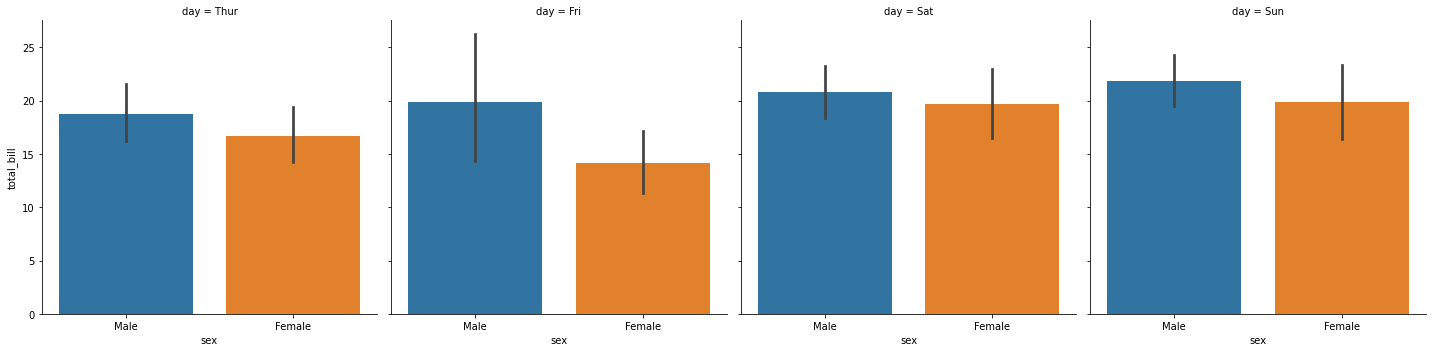 day = Thur
day = Fri
day = Sat
day = Sun
total_bill
25
20
15
10
5
0
Male
Female
Male
Female
Male
Female
Male
Female
sex
sex
sex
sex